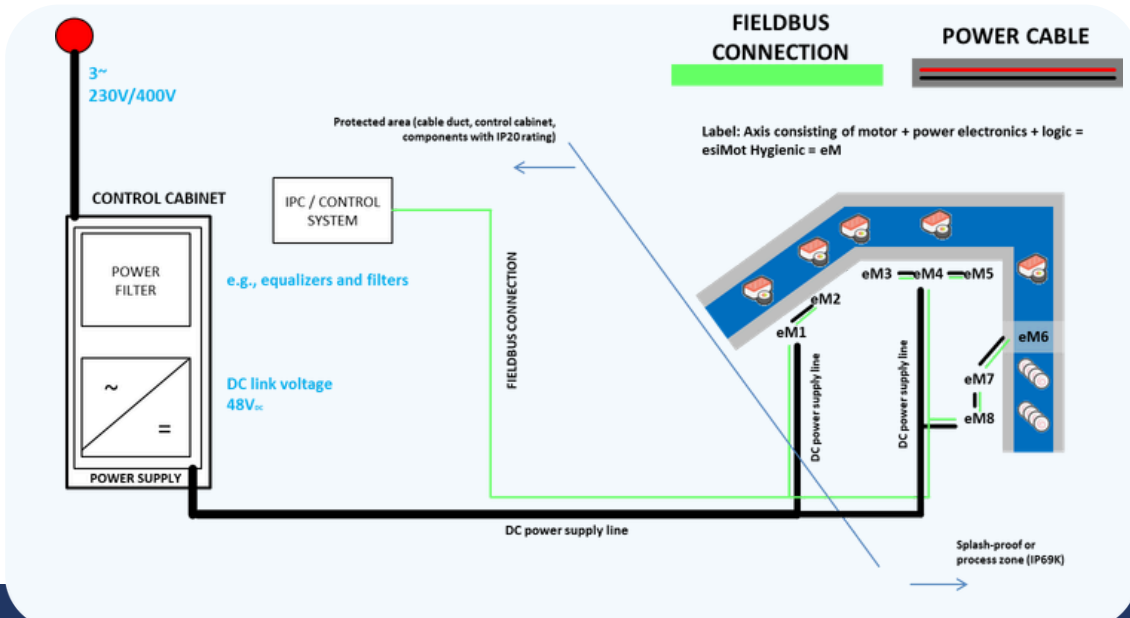 FIELDBUS
CONNECTION
POWER CABLE
3~
230V/400V
Protected area (cable duct, control cabinet,
components with IP20 rating)
Label: Axis consisting of motor + power electronics + logic =
esiMot Hygienic = eM
CONTROL CABINET
IPC / CONTROL
SYSTEM
POWER
FILTER
e.g., equalizers and filters
FIELDBUS CONNECTION
eM3
eM4
eM5
eM2
eM1
eM6
eM7
eM8
DC power supply line
DC power supply line
~
=
DC link voltage
48VDC
POWER SUPPLY
DC power supply line
Splash-proof or
process zone (IP69K)